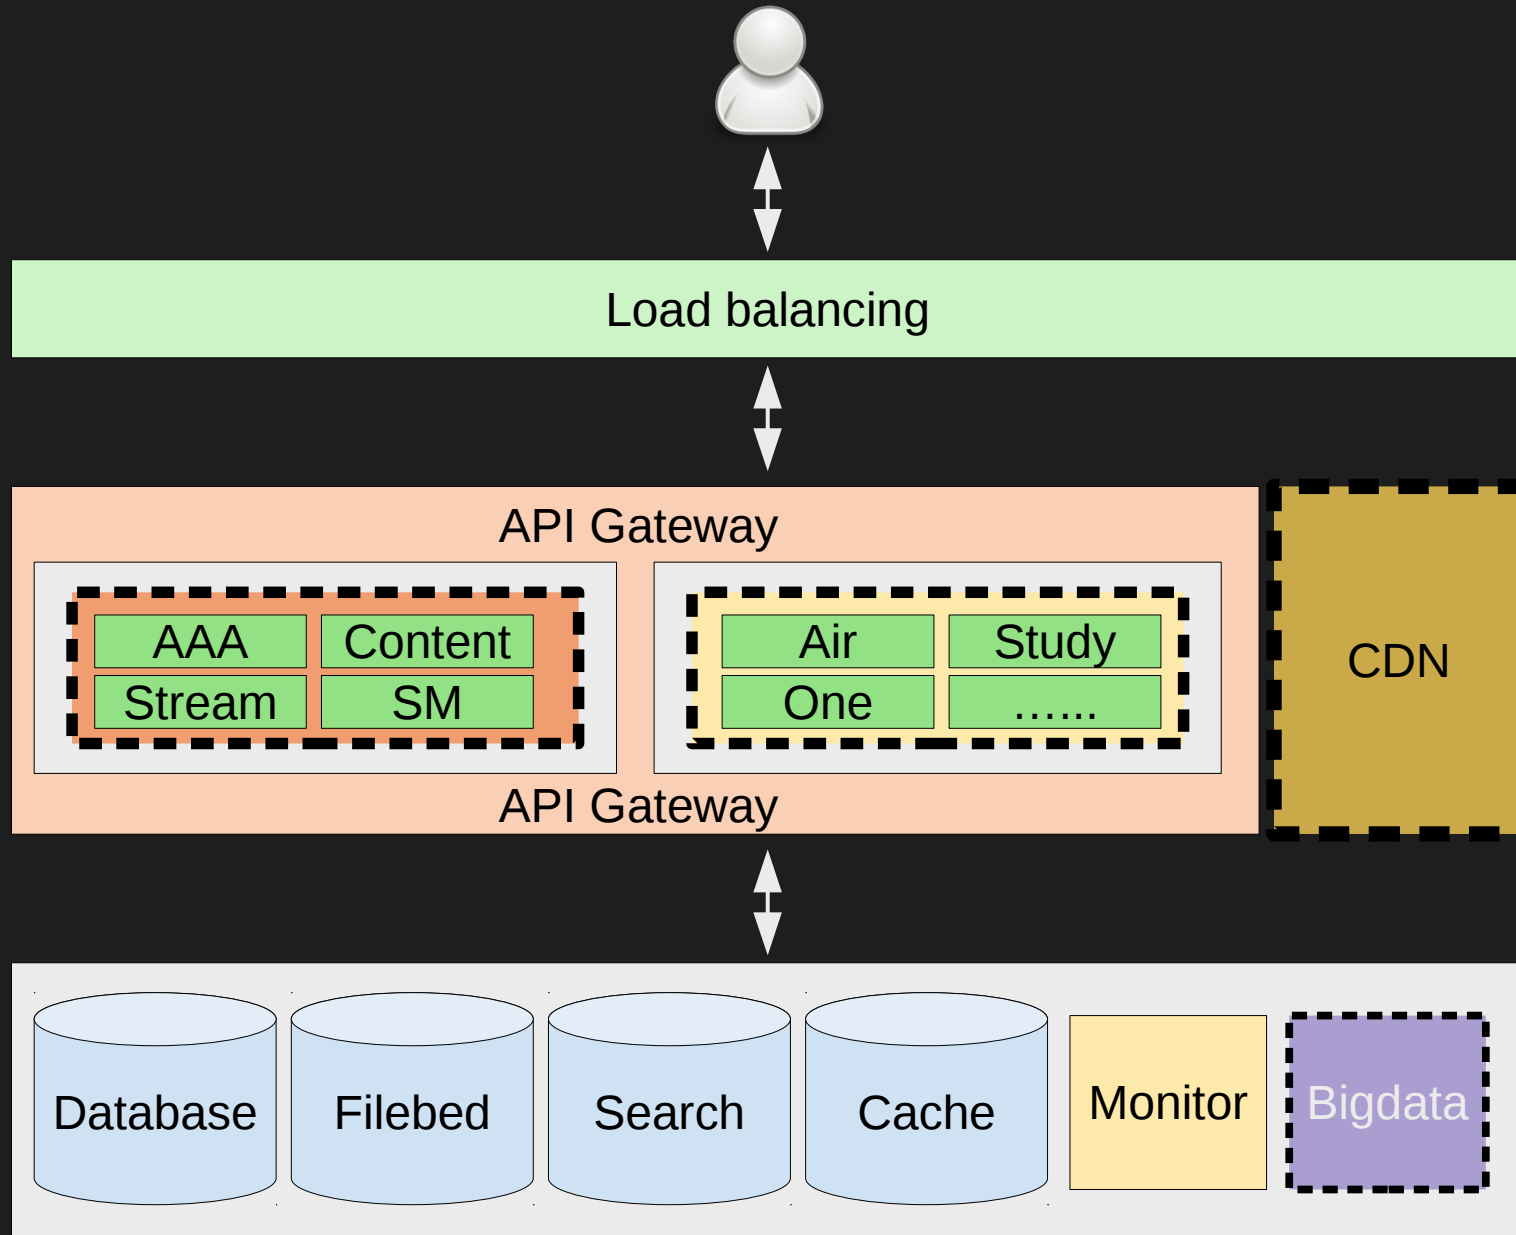 Load balancing
API Gateway
AAA Content
Stream SM
Air Study
One …...
CDN
API Gateway
Database Filebed Search Cache Monitor Bigdata